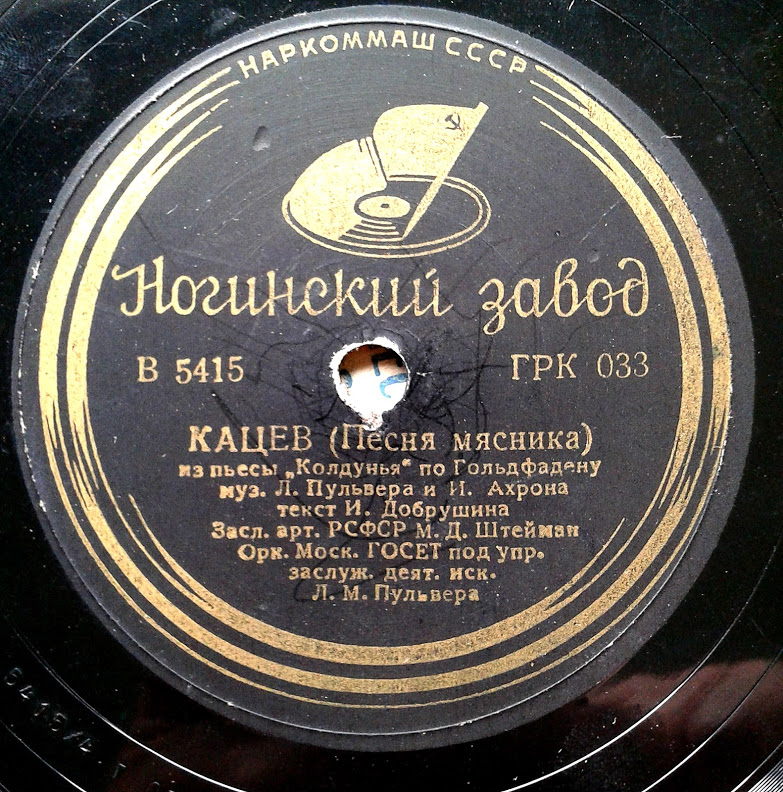 НАРКОММАШ СССР
Ногинский завод
В 5415 ГРК 033
КАЦЕВ (Песня мясника)
из пьесы „Колдунья“ по Гольдфадену
муз. Л. Пульвера и И. Ахрона
текст И. Добрушина
Засл. арт. РСФСР М. Д. Штейман
Орк. Моск. ГОСЕТ под упр.
заслуж. деят. иск.
Л. М. Пульвера